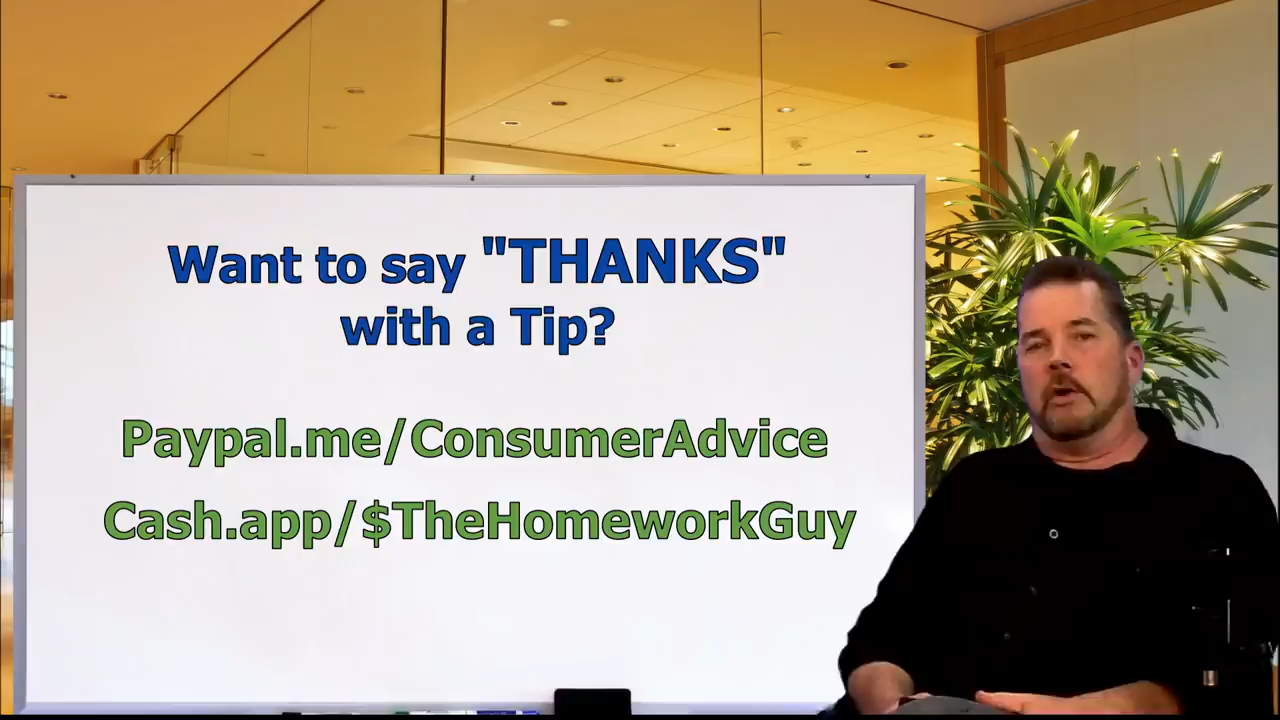 Want to say "THANKS"
with a Tip?
Paypal.me/ConsumerAdvice
Cash.app/$TheHomeworkGuy